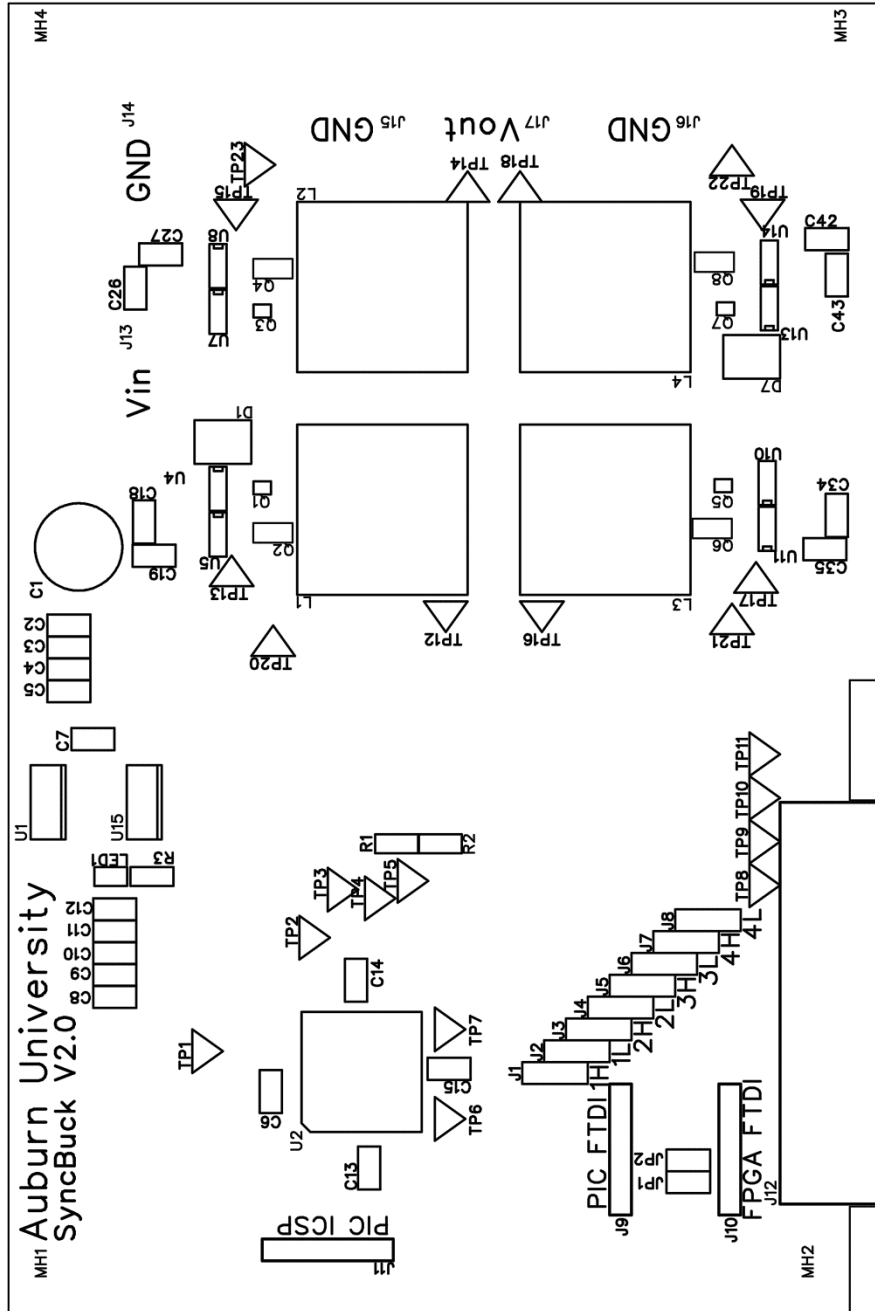 MH4
MH3
GND
J14
J15
GND
Vout
J17
J16
GND
TP23
TP15
TP14
TP18
TP22
TP19
L2
C27
U8
U14
C42
C26
Q4
Q8
J13
U7
Q3
Q7
U13
C43
Vin
L4
D7
D1
U4
C18
Q1
Q5
U10
C34
C19
U5
Q2
Q6
U11
C35
C1
TP13
L1
L3
TP17
C2
C3
C4
C5
TP20
TP12
TP16
TP21
C7
TP11
TP10
TP9
TP8
U1
U15
LED1
R3
R1
R2
TP3
TP4
TP5
TP2
C12
C11
C10
C9
C8
C14
J8
J7
J6
J5
J4
J3
J2
J1
4L
4H
3L
3H
2L
2H
1L
1H
Auburn University
SyncBuck V2.0
TP1
TP7
C6
C15
U2
TP6
C13
PIC FTDI
JP2
JP1
FPGA FTDI
J12
J9
J10
PIC ICSP
J11
MH1
MH2